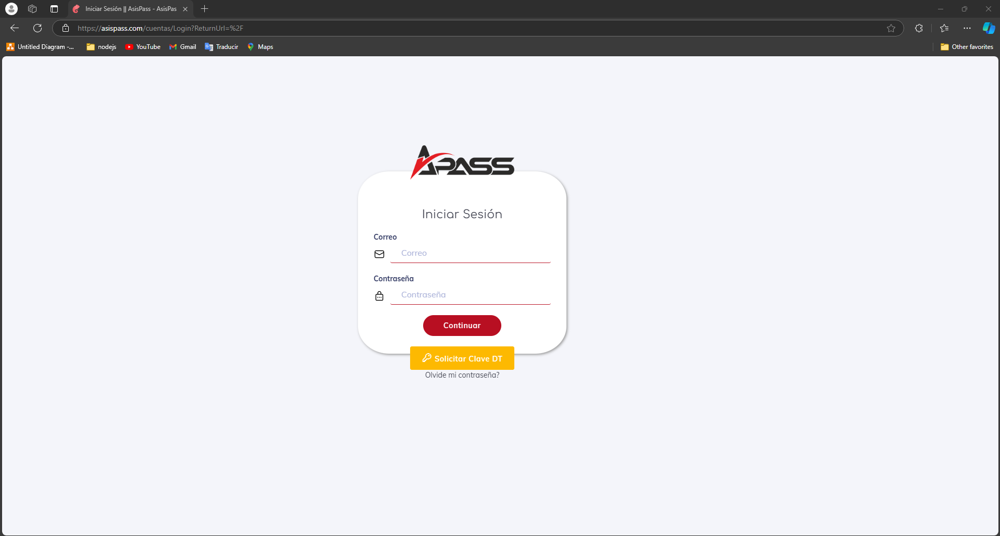 Iniciar Sesión || AsisPass - AsisPas
https://asispass.com/cuentas/Login?ReturnUrl=%2F
Untitled Diagram -...
nodejs
YouTube
Gmail
Traducir
Maps
Other favorites
APASS
Iniciar Sesión
Correo
Correo
Contraseña
Contraseña
Continuar
Solicitar Clave DT
Olvide mi contraseña?